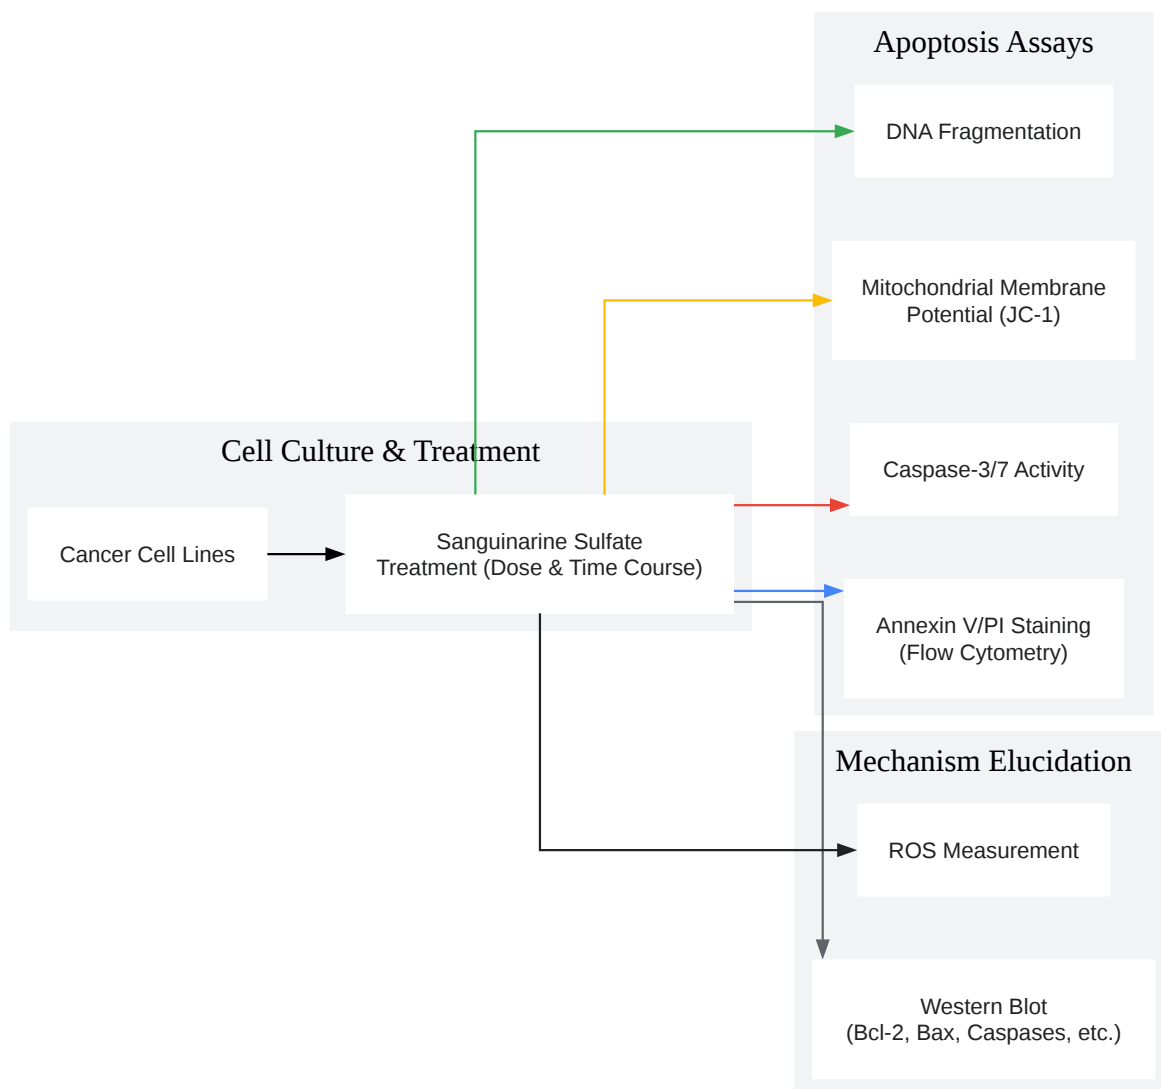 Apoptosis Assays
DNA Fragmentation
Mitochondrial Membrane
Potential (JC-1)
Cell Culture & Treatment
Caspase-3/7 Activity
Cancer Cell Lines
Sanguinarine Sulfate
Treatment (Dose & Time Course)
Annexin V/PI Staining
(Flow Cytometry)
Mechanism Elucidation
ROS Measurement
Western Blot
(Bcl-2, Bax, Caspases, etc.)